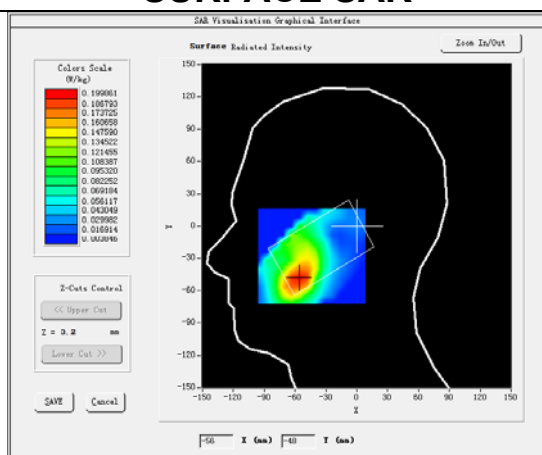 SURFACE SAR
SAR Visualisation Graphical Interface
Surface Radiated Intensity
Zoom In/Out
Colors Scale
(W/kg)
0.199861
0.186793
0.173725
0.160658
0.147590
0.134522
0.121455
0.108387
0.095320
0.082252
0.069184
0.056117
0.043049
0.029982
0.016914
0.003846
150
120
90
60
30
0
-30
-60
-90
-120
-150
Y
-150 -120 -90 -60 -30 0 30 60 90 120 150
X
Z-Cuts Control
<< Upper Cut
Z = 3.2 mm
Lower Cut >>
SAVE
Cancel
-56 X (mm) -48 Y (mm)